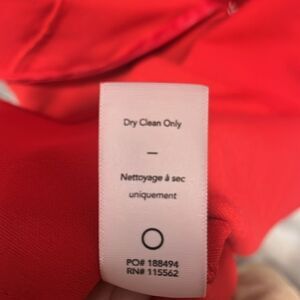 Dry Clean Only
—
Nettoyage à sec
uniquement
PO# 188494
RN# 115562